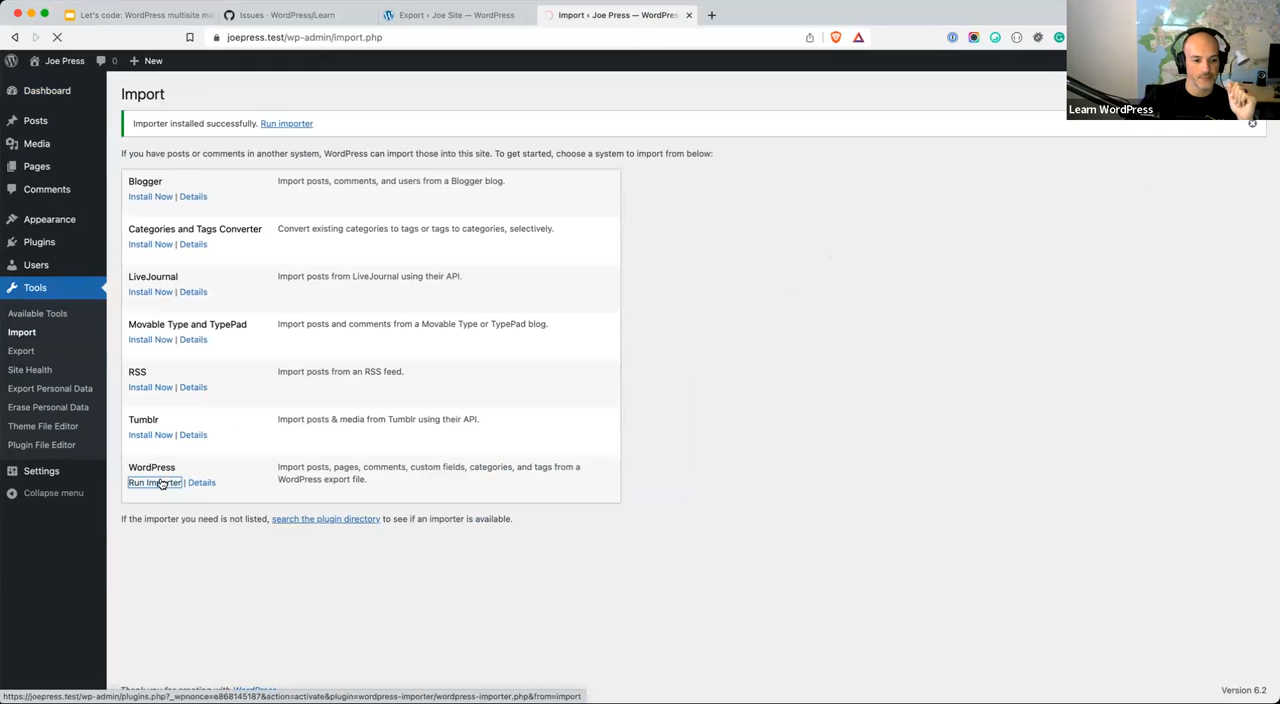 Let's code: WordPress multisite ma
Issues · WordPress/Learn
Export ‹ Joe Site — WordPress
Import ‹ Joe Press — WordPres
joepress.test/wp-admin/import.php
Joe Press
0
New
Learn WordPress
Dashboard
Posts
Media
Pages
Comments
Appearance
Plugins
Users
Tools
Available Tools
Import
Export
Site Health
Export Personal Data
Erase Personal Data
Theme File Editor
Plugin File Editor
Settings
Collapse menu
Import
Importer installed successfully. Run importer
If you have posts or comments in another system, WordPress can import those into this site. To get started, choose a system to import from below:
Blogger
Import posts, comments, and users from a Blogger blog.
Install Now | Details
Categories and Tags Converter
Convert existing categories to tags or tags to categories, selectively.
Install Now | Details
LiveJournal
Import posts from LiveJournal using their API.
Install Now | Details
Movable Type and TypePad
Import posts and comments from a Movable Type or TypePad blog.
Install Now | Details
RSS
Import posts from an RSS feed.
Install Now | Details
Tumblr
Import posts & media from Tumblr using their API.
Install Now | Details
WordPress
Import posts, pages, comments, custom fields, categories, and tags from a
WordPress export file.
Run Importer | Details
If the importer you need is not listed, search the plugin directory to see if an importer is available.
https://joepress.test/wp-admin/plugins.php?_wpnonce=e868145187&action=activate&plugin=wordpress-importer/wordpress-importer.php&from=import
Version 6.2